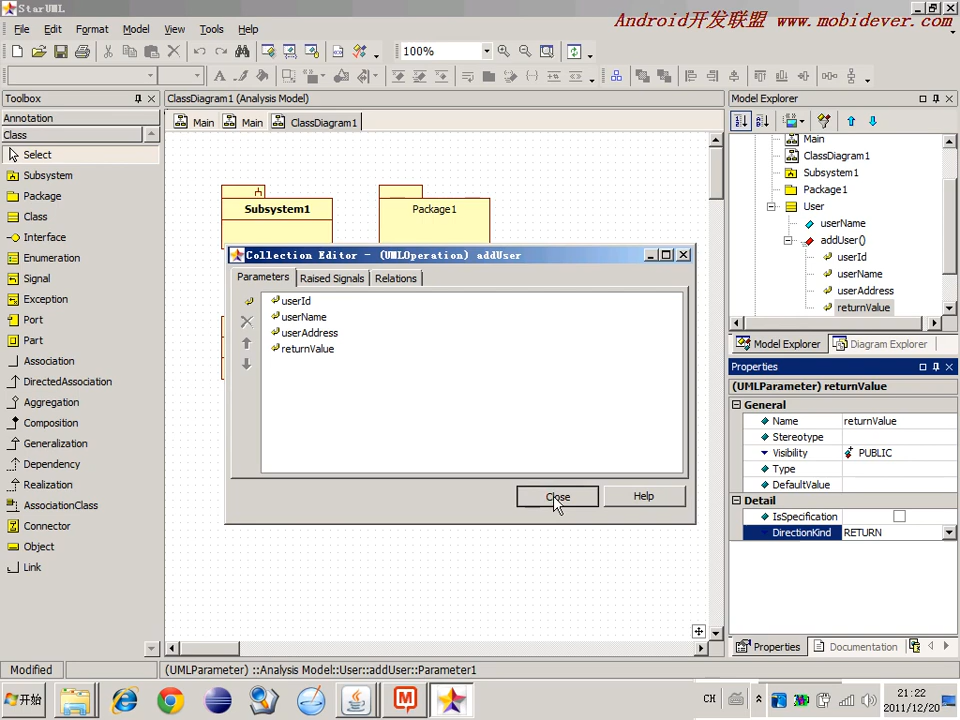 StarUML
Android开发联盟 www.mobidever.com
File Edit Format Model View Tools Help
100%
Toolbox
ClassDiagram1 (Analysis Model)
Model Explorer
Annotation
Class
Main Main ClassDiagram1
Select
Subsystem
Package
Class
Interface
Enumeration
Signal
Exception
Port
Part
Association
DirectedAssociation
Aggregation
Composition
Generalization
Dependency
Realization
AssociationClass
Connector
Object
Link
Subsystem1
Package1
Collection Editor - (UMLOperation) addUser
Parameters Raised Signals Relations
userId
userName
userAddress
returnValue
Close Help
Main
ClassDiagram1
Subsystem1
Package1
User
userName
addUser()
userId
userName
userAddress
returnValue
Model Explorer Diagram Explorer
Properties
(UMLParameter) returnValue
General
Name returnValue
Stereotype
Visibility PUBLIC
Type
DefaultValue
Detail
IsSpecification
DirectionKind RETURN
Properties Documentation
Modified
(UMLParameter) ::Analysis Model::User::addUser::Parameter1
开始
CH
21:22
2011/12/20